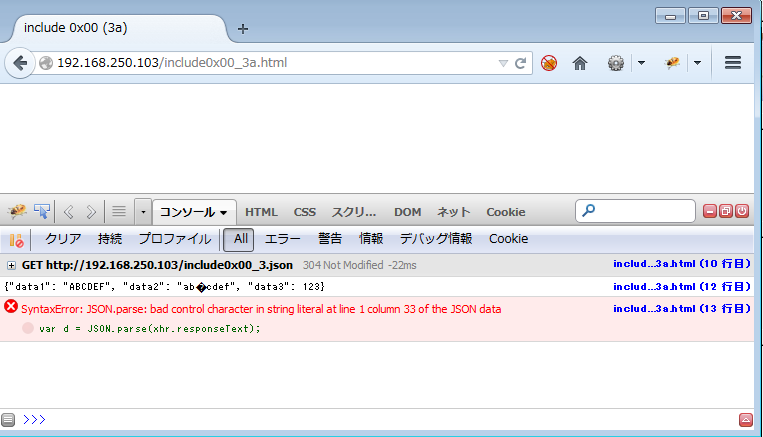 include 0x00 (3a)
192.168.250.103/include0x00_3a.html
コンソール HTML CSS スクリ... DOM ネット Cookie
クリア 持続 プロファイル All エラー 警告 情報 デバッグ情報 Cookie
GET http://192.168.250.103/include0x00_3.json 304 Not Modified -22ms includ...3a.html (10 行目)
{"data1": "ABCDEF", "data2": "ab�cdef", "data3": 123} includ...3a.html (12 行目)
SyntaxError: JSON.parse: bad control character in string literal at line 1 column 33 of the JSON data includ...3a.html (13 行目)
var d = JSON.parse(xhr.responseText);
>>>